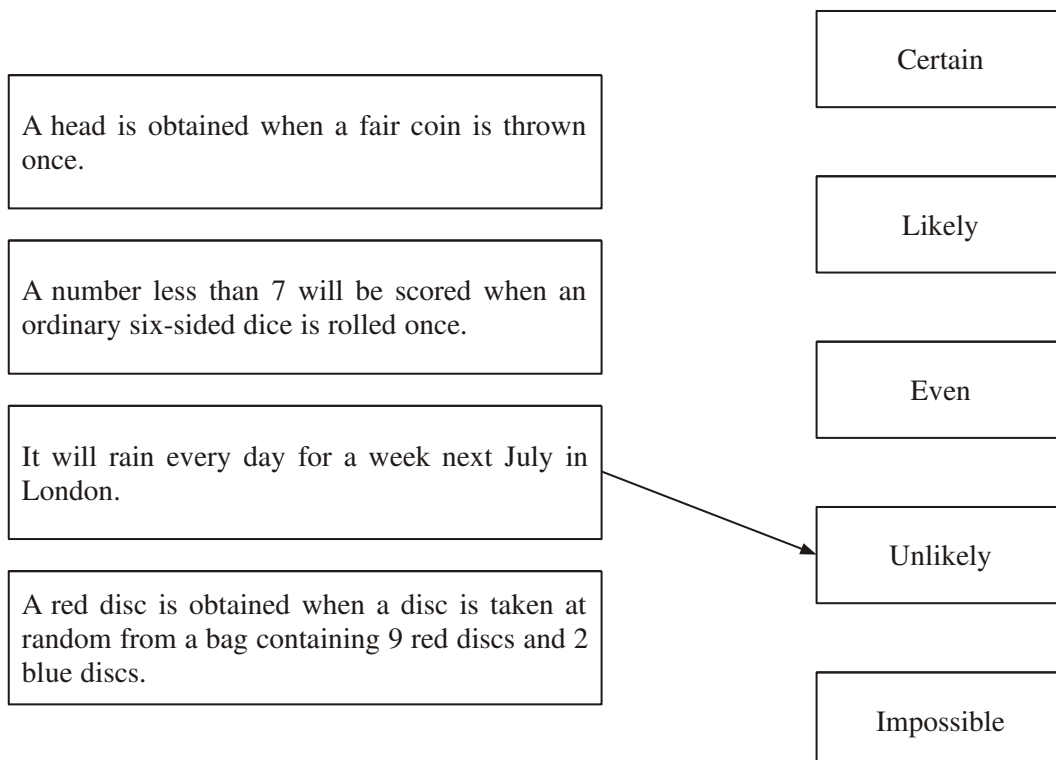 A head is obtained when a fair coin is thrown
once.
A number less than 7 will be scored when an
ordinary six-sided dice is rolled once.
It will rain every day for a week next July in
London.
A red disc is obtained when a disc is taken at
random from a bag containing 9 red discs and 2
blue discs.
Certain
Likely
Even
Unlikely
Impossible